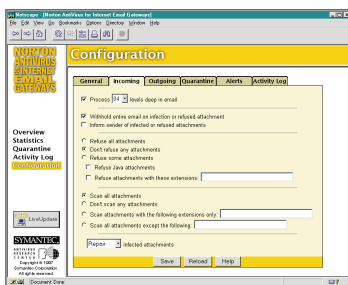 Netscape - [Norton AntiVirus for Internet Email Gateways]
File Edit View Go Bookmarks Options Directory Window Help
NORTON
ANTIVIRUS
for INTERNET
EMAIL
GATEWAYS
Configuration
General Incoming Outgoing Quarantine Alerts Activity Log
Process 04 levels deep in email
Withhold entire email on infection or refused attachment
Inform sender of infected or refused attachments
Refuse all attachments
Don't refuse any attachments
Refuse some attachments
Refuse Java attachments
Refuse attachments with these extensions:
Scan all attachments
Don't scan any attachments
Scan attachments with the following extensions only:
Scan all attachments except the following:
Repair infected attachments
Save Reload Help
Overview
Statistics
Quarantine
Activity Log
Configuration
LiveUpdate
SYMANTEC.
ANTIVIRUS
RESEARCH
CENTER
Copyright © 1997
Symantec Corporation.
All rights reserved.
Document Done